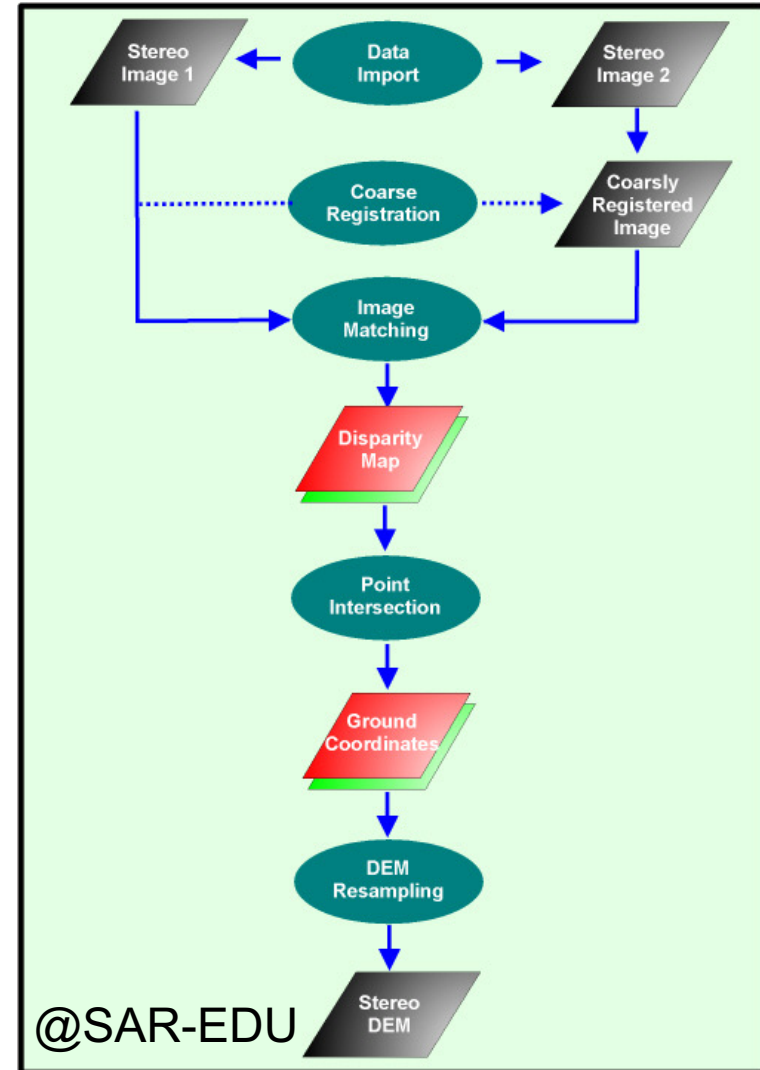 Stereo
Image 1
Data
Import
Stereo
Image 2
Coarse
Registration
Coarsly
Registered
Image
Image
Matching
Disparity
Map
Point
Intersection
Ground
Coordinates
DEM
Resampling
Stereo
DEM
@SAR-EDU